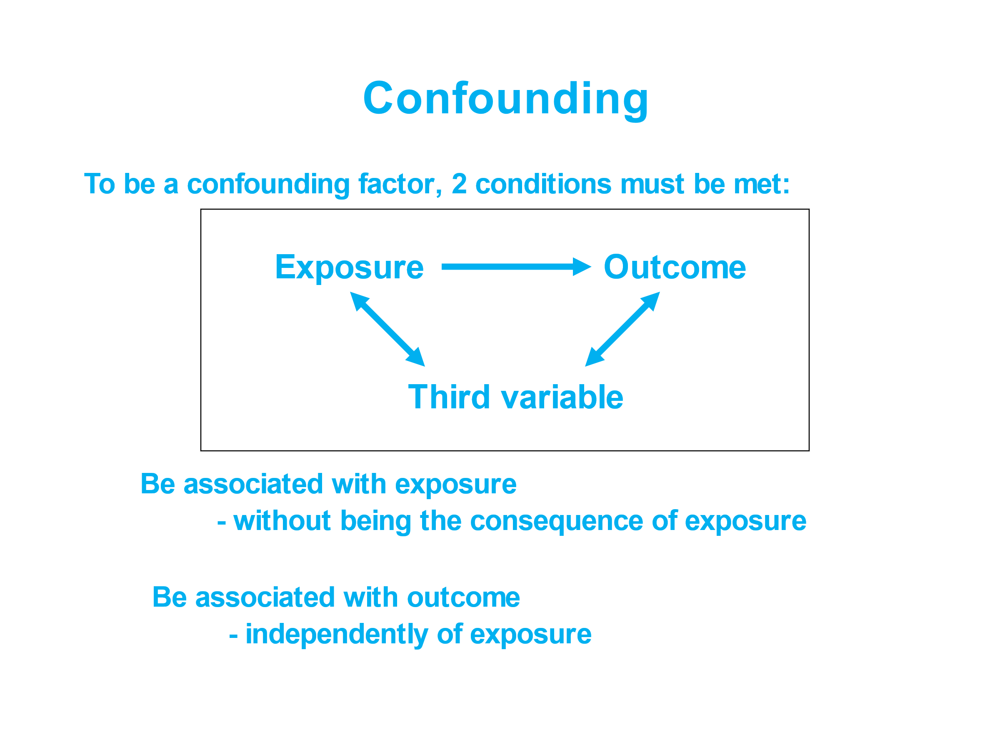 Confounding
To be a confounding factor, 2 conditions must be met:
Exposure Outcome
Third variable
Be associated with exposure
- without being the consequence of exposure
Be associated with outcome
- independently of exposure